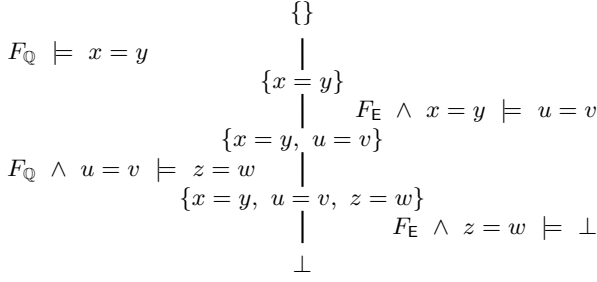 {}
F_ℚ ⊨ x = y
{x = y}
F_E ∧ x = y ⊨ u = v
{x = y, u = v}
F_ℚ ∧ u = v ⊨ z = w
{x = y, u = v, z = w}
F_E ∧ z = w ⊨ ⊥
⊥